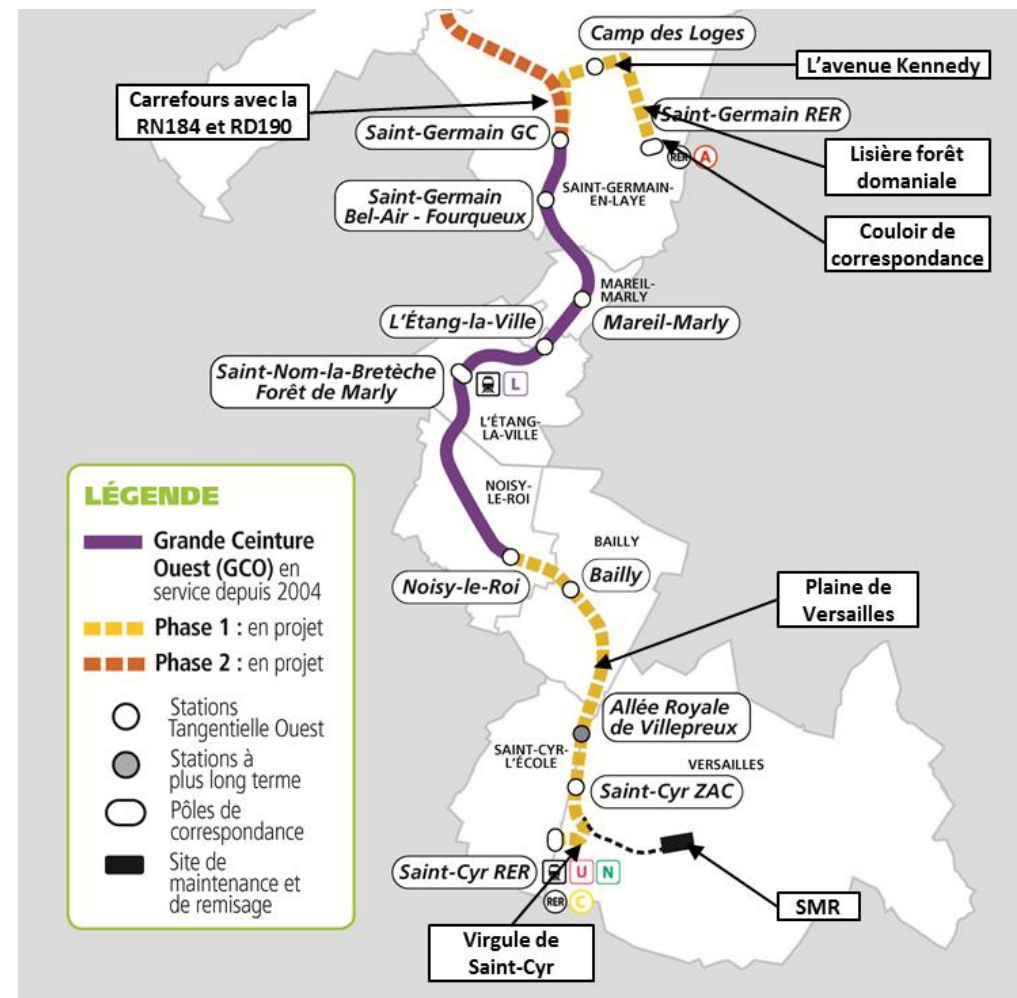 Camp des Loges
L'avenue Kennedy
Carrefours avec la
RN184 et RD190
Saint-Germain RER
Saint-Germain GC
RER A
Lisière forêt
domaniale
SAINT-GERMAIN-
EN-LAYE
Saint-Germain
Bel-Air - Fourqueux
Couloir de
correspondance
MAREIL-
MARLY
L'Étang-la-Ville
Mareil-Marly
Saint-Nom-la-Bretèche
Forêt de Marly
L
L'ÉTANG-
LA-VILLE
NOISY-
LE-ROI
BAILLY
Noisy-le-Roi
Bailly
Plaine de
Versailles
Allée Royale
de Villepreux
SAINT-CYR-
L'ÉCOLE
VERSAILLES
Saint-Cyr ZAC
Saint-Cyr RER
U N
RER C
SMR
Virgule de
Saint-Cyr
LÉGENDE
Grande Ceinture
Ouest (GCO) en
service depuis 2004
Phase 1 : en projet
Phase 2 : en projet
Stations
Tangentielle Ouest
Stations à
plus long terme
Pôles de
correspondance
Site de
maintenance et
de remisage